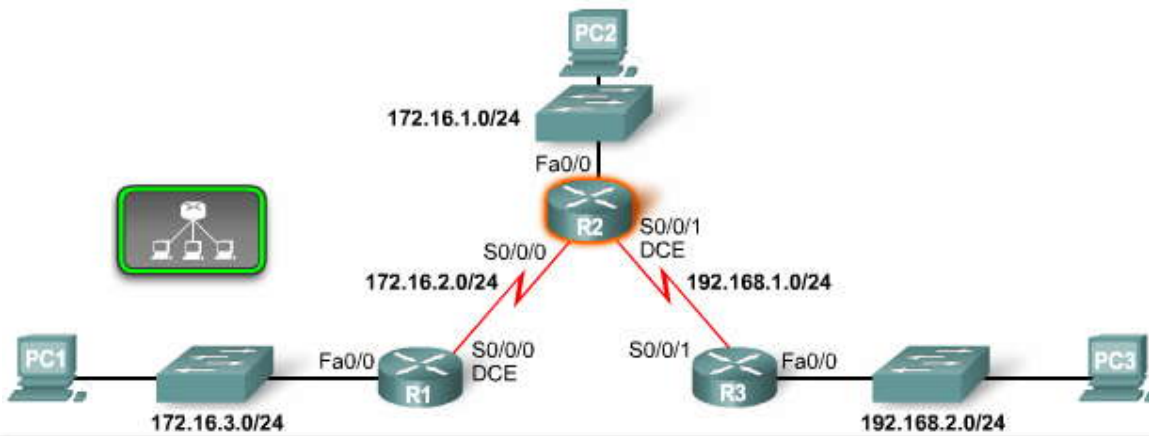 PC2
172.16.1.0/24
Fa0/0
R2
S0/0/1
DCE
S0/0/0
172.16.2.0/24
192.168.1.0/24
PC1
Fa0/0
S0/0/0
DCE
R1
S0/0/1
R3
Fa0/0
PC3
172.16.3.0/24
192.168.2.0/24